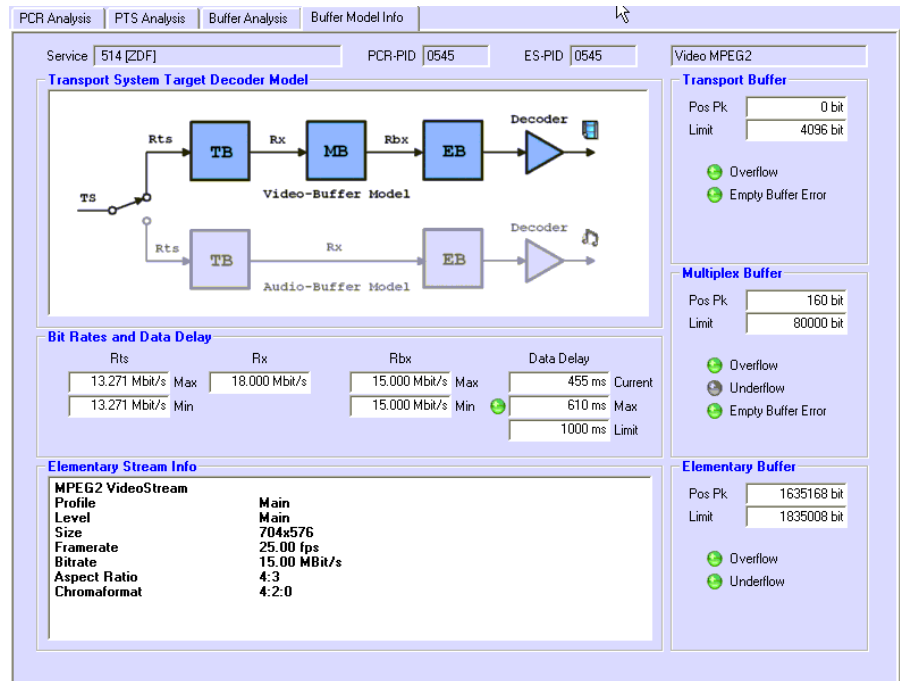 PCR Analysis PTS Analysis Buffer Analysis Buffer Model Info
Service 514 [ZDF] PCR-PID 0545 ES-PID 0545 Video MPEG2
Transport System Target Decoder Model
Rts TB Rx MB Rbx EB Decoder
TS
Video-Buffer Model
Rts TB Rx EB Decoder
Audio-Buffer Model
Transport Buffer
Pos Pk 0 bit
Limit 4096 bit
Overflow
Empty Buffer Error
Multiplex Buffer
Pos Pk 160 bit
Limit 80000 bit
Overflow
Underflow
Empty Buffer Error
Bit Rates and Data Delay
Rts Rx Rbx Data Delay
13.271 Mbit/s Max 18.000 Mbit/s 15.000 Mbit/s Max 455 ms Current
13.271 Mbit/s Min 15.000 Mbit/s Min 610 ms Max
1000 ms Limit
Elementary Stream Info
MPEG2 VideoStream
Profile Main
Level Main
Size 704x576
Framerate 25.00 fps
Bitrate 15.00 MBit/s
Aspect Ratio 4:3
Chromaformat 4:2:0
Elementary Buffer
Pos Pk 1635168 bit
Limit 1835008 bit
Overflow
Underflow